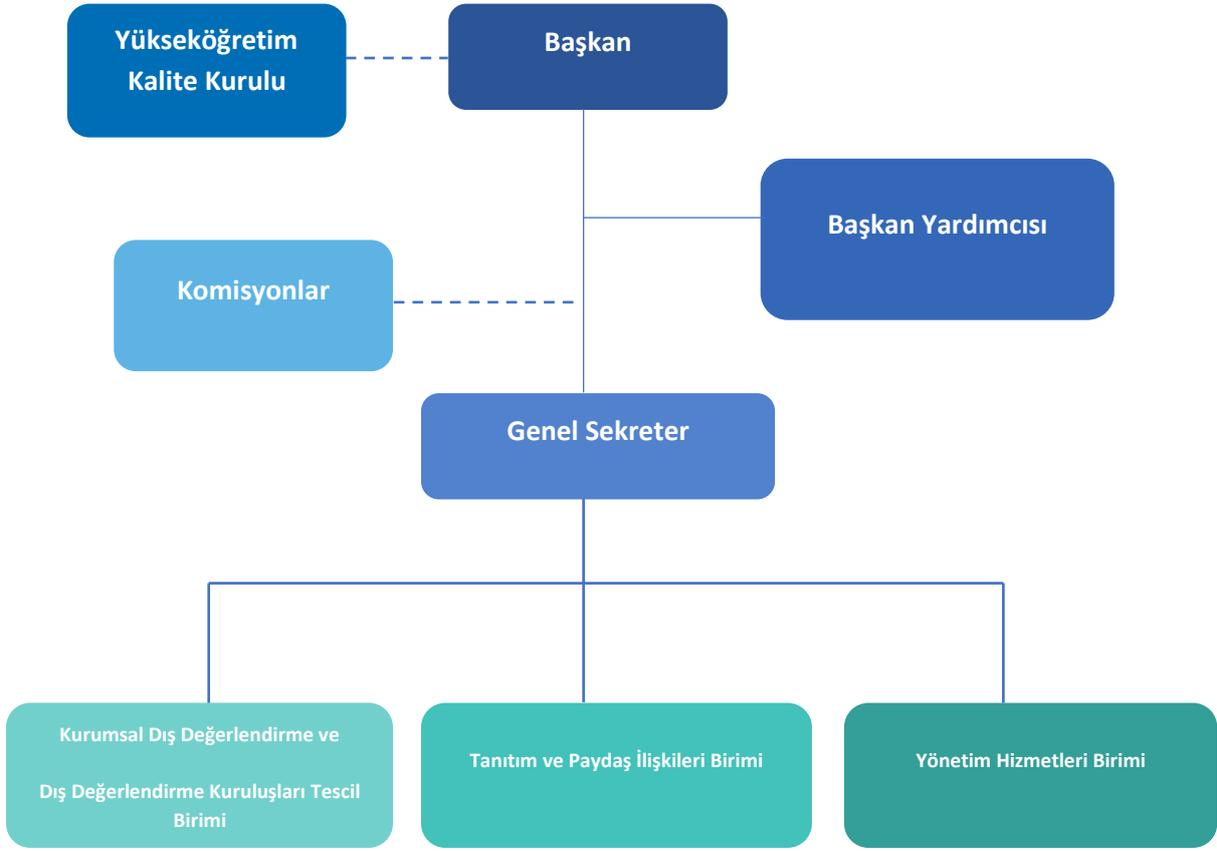 Yükseköğretim
Kalite Kurulu
Başkan
Başkan Yardımcısı
Komisyonlar
Genel Sekreter
Kurumsal Dış Değerlendirme ve
Dış Değerlendirme Kuruluşları Tescil
Birimi
Tanıtım ve Paydaş İlişkileri Birimi
Yönetim Hizmetleri Birimi